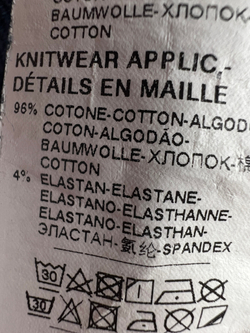 BAUMWOLLE-ХЛОПОК-
COTTON
KNITWEAR APPLIC.-
DÉTAILS EN MAILLE
96% COTONE-COTTON-ALGOD
COTON-ALGODÃO-
BAUMWOLLE-ХЛОПОК-棉
COTTON
4% ELASTAN-ELASTANE-
ELASTANO-ELASTHANNE-
ELASTANO-ELASTHAN-
ЭЛАСТАН-氨纶-SPANDEX
30
30